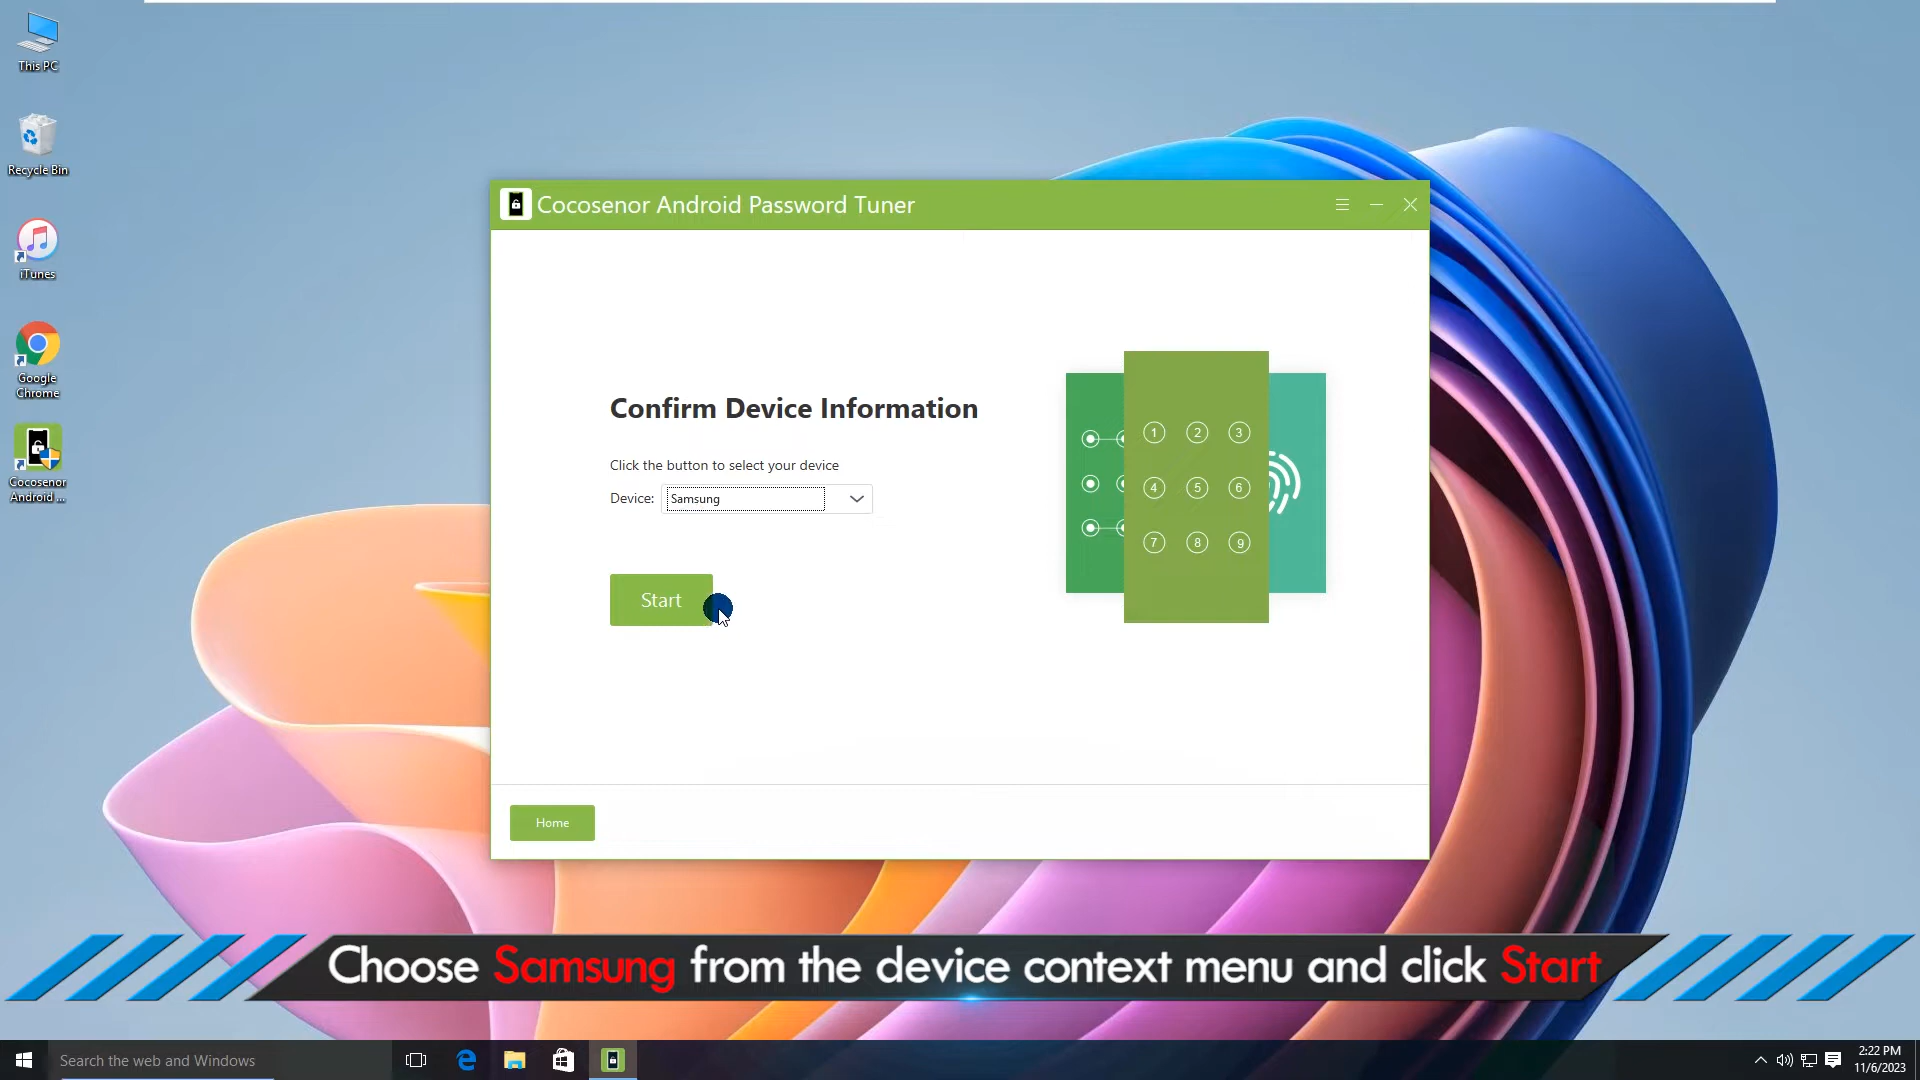 This PC
Recycle Bin
iTunes
Google
Chrome
Cocosenor
Android ...
Cocosenor Android Password Tuner
Confirm Device Information
Click the button to select your device
Device: Samsung
Start
1 2 3
4 5 6
7 8 9
Home
Choose Samsung from the device context menu and click Start
Search the web and Windows
2:22 PM
11/6/2023